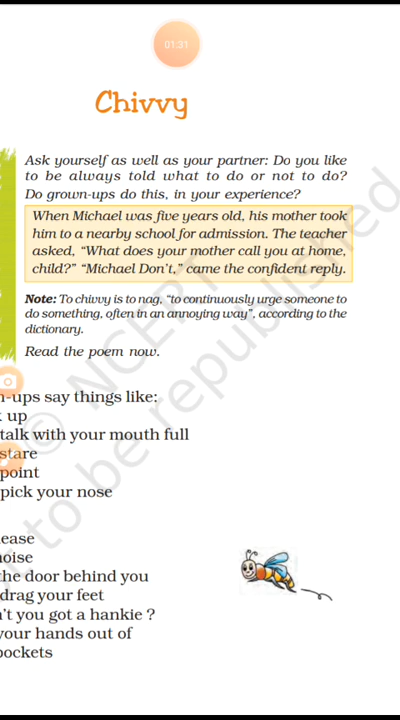 01:31
Chivvy
Ask yourself as well as your partner: Do you like
to be always told what to do or not to do?
Do grown-ups do this, in your experience?
When Michael was five years old, his mother took
him to a nearby school for admission. The teacher
asked, “What does your mother call you at home,
child?” “Michael Don’t,” came the confident reply.
Note: To chivvy is to nag, “to continuously urge someone to
do something, often in an annoying way”, according to the
dictionary.
Read the poem now.
n-ups say things like:
up
talk with your mouth full
stare
point
pick your nose
ease
noise
the door behind you
drag your feet
’t you got a hankie ?
your hands out of
pockets
© NCERT
not to be republished